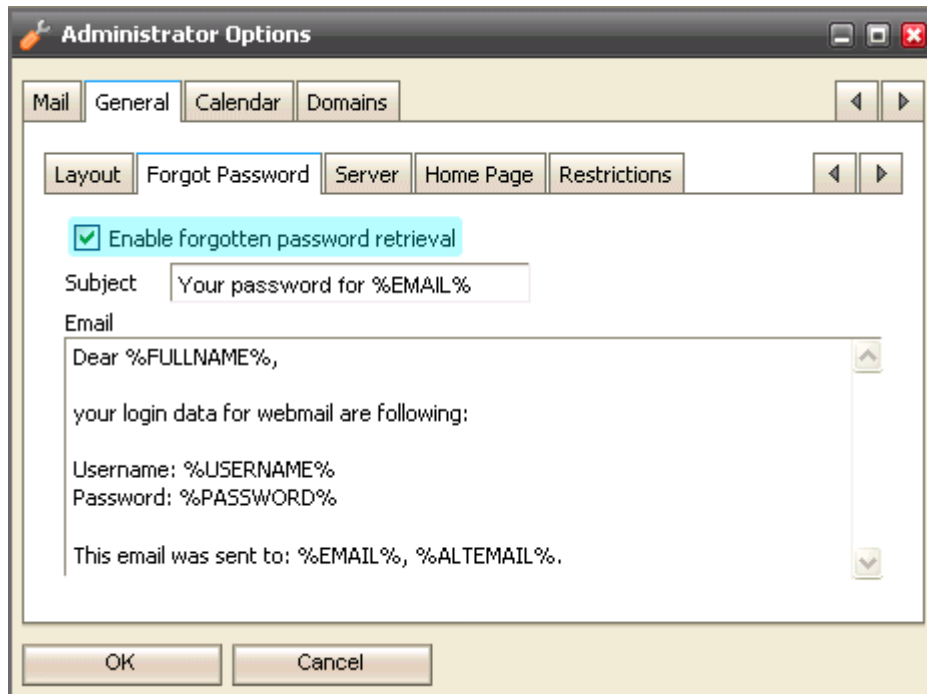 Administrator Options
Mail General Calendar Domains
Layout Forgot Password Server Home Page Restrictions
Enable forgotten password retrieval
Subject Your password for %EMAIL%
Email
Dear %FULLNAME%,
your login data for webmail are following:
Username: %USERNAME%
Password: %PASSWORD%
This email was sent to: %EMAIL%, %ALTEMAIL%.
OK Cancel